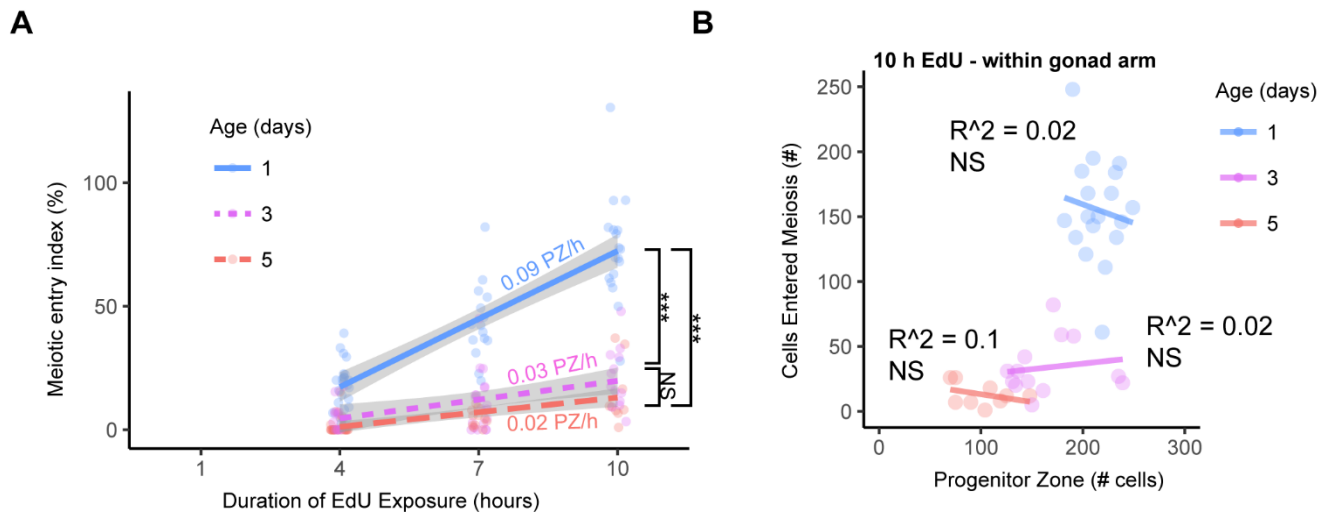 A
Age (days)
1
3
5
Meiotic entry index (%)
100
50
0
0.09 PZ/h
0.03 PZ/h
0.02 PZ/h
***
***
NS
1
4
7
10
Duration of EdU Exposure (hours)
B
10 h EdU - within gonad arm
Cells Entered Meiosis (#)
250
200
150
100
50
0
R^2 = 0.02
NS
R^2 = 0.1
NS
R^2 = 0.02
NS
0
100
200
300
Progenitor Zone (# cells)
Age (days)
1
3
5